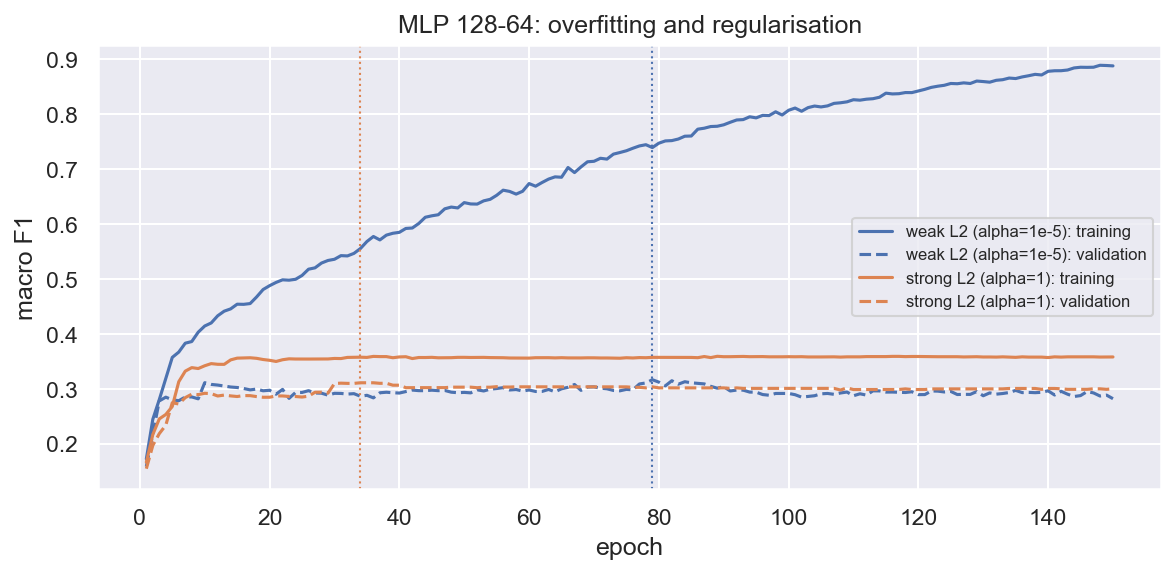 MLP 128-64: overfitting and regularisation
macro F1
0.9
0.8
0.7
0.6
0.5
0.4
0.3
0.2
weak L2 (alpha=1e-5): training
weak L2 (alpha=1e-5): validation
strong L2 (alpha=1): training
strong L2 (alpha=1): validation
0 20 40 60 80 100 120 140
epoch